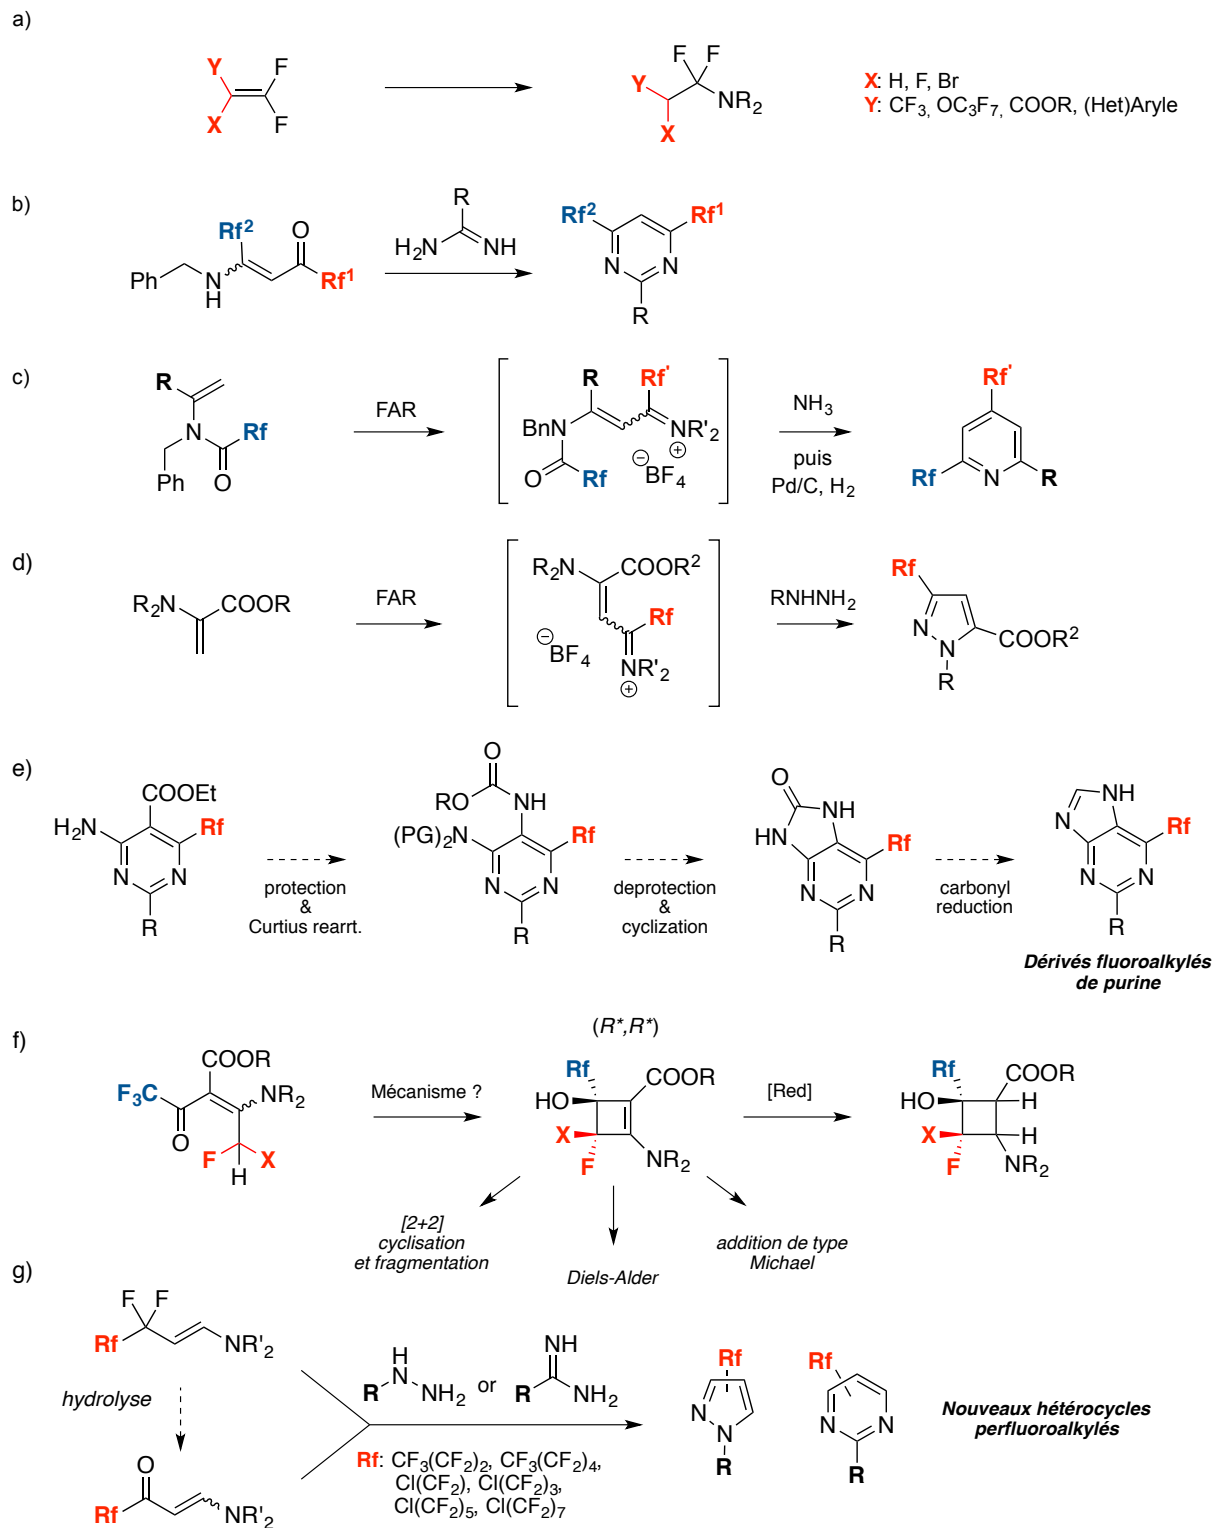 a)
Y F X F
F F Y NR₂ X
X: H, F, Br
Y: CF₃, OC₃F₇, COOR, (Het)Aryle
b)
Ph N H Rf² O Rf¹
R H₂N NH
Rf² Rf¹ N N R
c)
R N Rf O Ph
FAR
R Rf' BnN NR'₂ ⊕ O Rf ⊖BF₄
NH₃
puis
Pd/C, H₂
Rf' Rf N R
d)
R₂N COOR
FAR
R₂N COOR² Rf ⊖BF₄ NR'₂ ⊕
RNHNH₂
Rf N N COOR² R
e)
COOEt H₂N Rf N N R
protection
&
Curtius rearrt.
O RO NH (PG)₂N Rf N N R
deprotection
&
cyclization
O NH HN Rf N N R
carbonyl
reduction
NH N Rf N N R
Dérivés fluoroalkylés
de purine
f)
COOR F₃C NR₂ O F X H
Mécanisme ?
(R*,R*)
Rf COOR HO X F NR₂
[Red]
Rf COOR HO H X H F NR₂
[2+2]
cyclisation
et fragmentation
Diels-Alder
addition de type
Michael
g)
F F Rf NR'₂
hydrolyse
O Rf NR'₂
H N R NH₂ or NH R NH₂
Rf: CF₃(CF₂)₂, CF₃(CF₂)₄,
Cl(CF₂), Cl(CF₂)₃,
Cl(CF₂)₅, Cl(CF₂)₇
Rf N N R
Rf N N R
Nouveaux hétérocycles
perfluoroalkylés